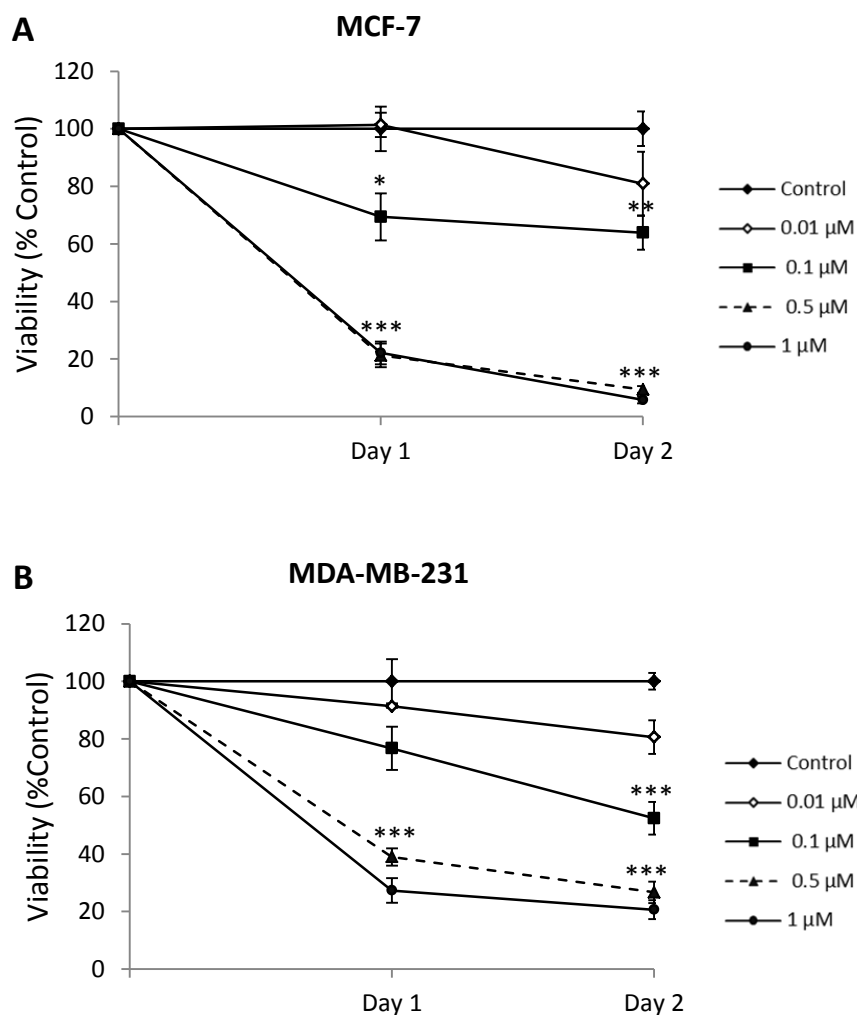 A
MCF-7
Viability (% Control)
120
100
80
60
40
20
0
*
**
***
***
Day 1
Day 2
Control
0.01 µM
0.1 µM
0.5 µM
1 µM
B
MDA-MB-231
Viability (%Control)
120
100
80
60
40
20
0
***
***
***
Day 1
Day 2
Control
0.01 µM
0.1 µM
0.5 µM
1 µM